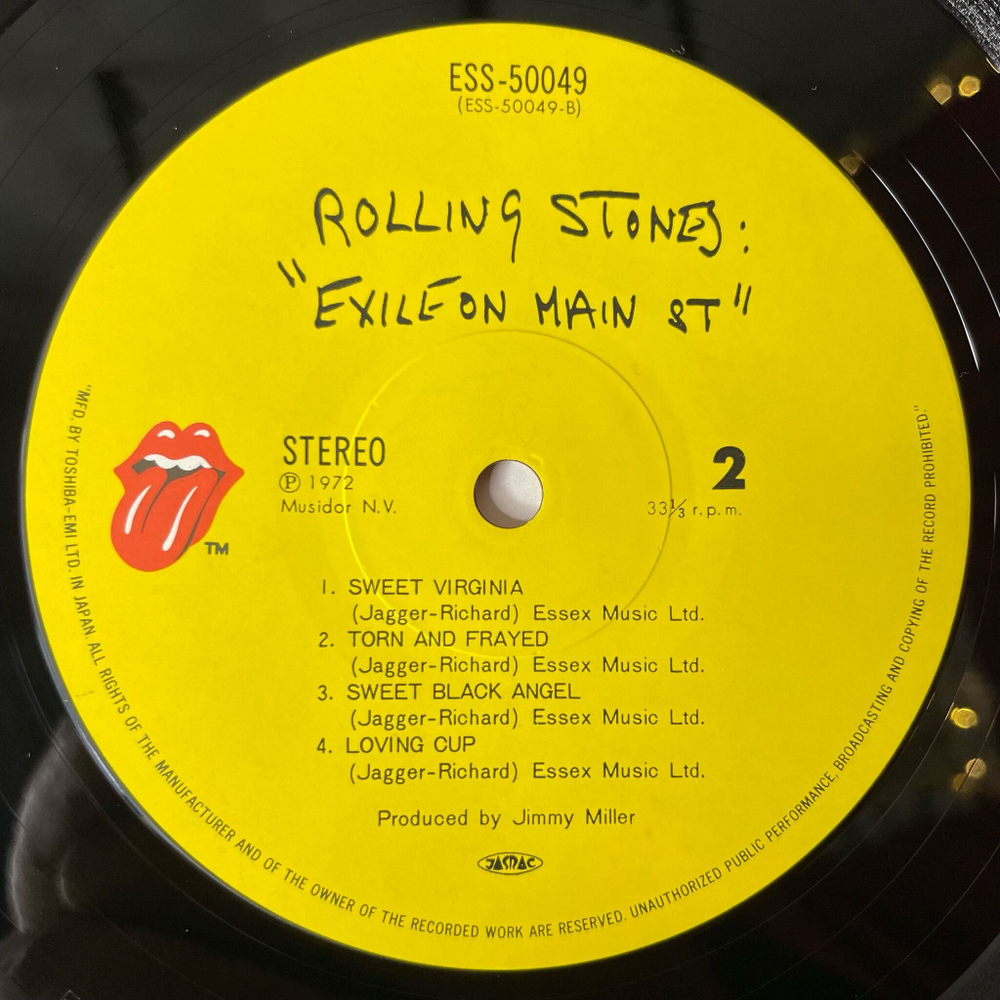 ESS-50049
(ESS-50049-B)
ROLLING STONES:
"EXILE ON MAIN ST"
STEREO
Ⓟ 1972
Musidor N.V.
2
33⅓ r.p.m.
TM
1. SWEET VIRGINIA
(Jagger-Richard) Essex Music Ltd.
2. TORN AND FRAYED
(Jagger-Richard) Essex Music Ltd.
3. SWEET BLACK ANGEL
(Jagger-Richard) Essex Music Ltd.
4. LOVING CUP
(Jagger-Richard) Essex Music Ltd.
Produced by Jimmy Miller
JASRAC
"MFD. BY TOSHIBA-EMI LTD. IN JAPAN. ALL RIGHTS OF THE MANUFACTURER AND OF THE OWNER OF THE RECORDED WORK ARE RESERVED. UNAUTHORIZED PUBLIC PERFORMANCE, BROADCASTING AND COPYING OF THE RECORD PROHIBITED."